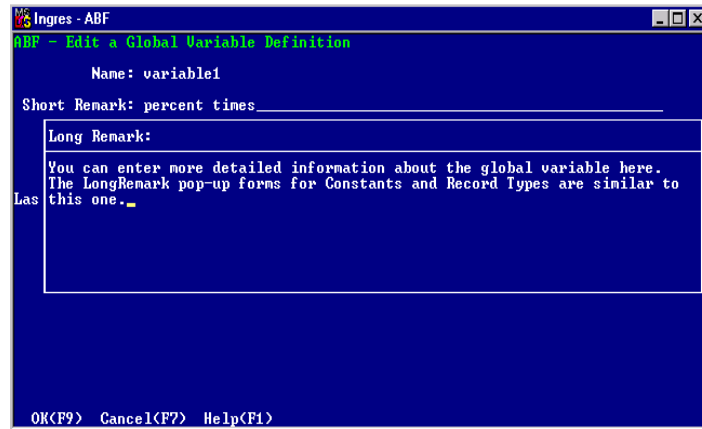 Ingres - ABF
ABF - Edit a Global Variable Definition
Name: variable1
Short Remark: percent times
Long Remark:
You can enter more detailed information about the global variable here.
The LongRemark pop-up forms for Constants and Record Types are similar to
Las this one.
OK(F9) Cancel(F7) Help(F1)